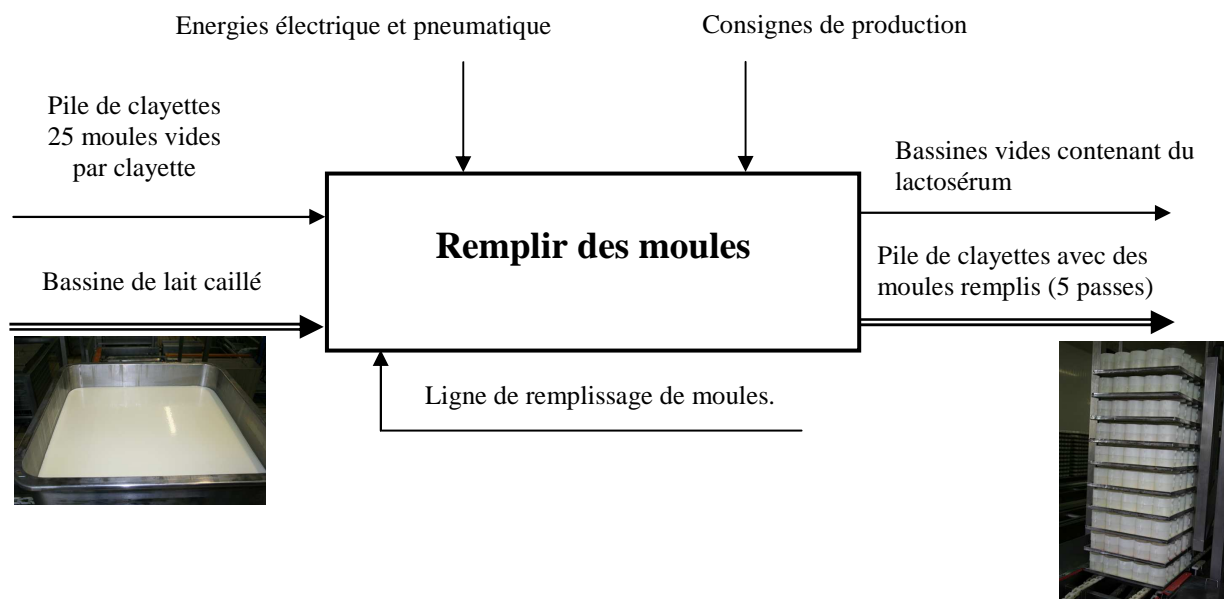 Energies électrique et pneumatique
Consignes de production
Pile de clayettes
25 moules vides
par clayette
Bassines vides contenant du
lactosérum
Remplir des moules
Bassine de lait caillé
Pile de clayettes avec des
moules remplis (5 passes)
Ligne de remplissage de moules.